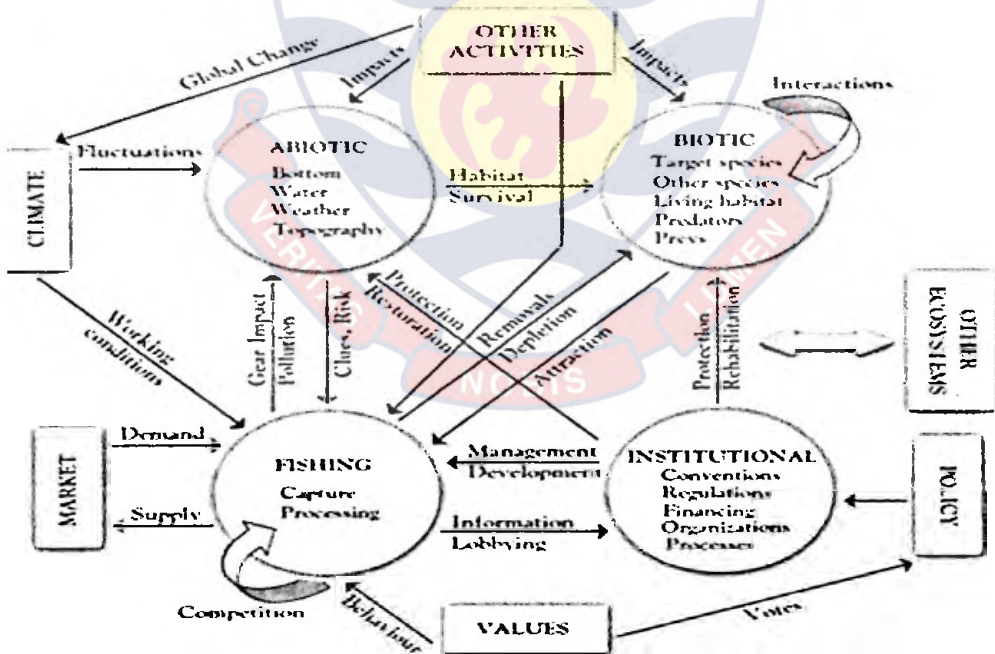 OTHER
ACTIVITIES
Global Change
Impacts
Impacts
Interactions
CLIMATE
Fluctuations
ABIOTIC
Bottom
Water
Weather
Topography
Habitat
Survival
BIOTIC
Target species
Other species
Living habitat
Predators
Preys
VERITAS
NOBIS
LUMEN
Working
conditions
Gear Impact
Pollution
Clues, Risk
Protection
Restoration
Removals
Depletion
Attraction
Protection
Rehabilitation
OTHER
ECOSYSTEMS
MARKET
Demand
Supply
FISHING
Capture
Processing
Management
Development
Information
Lobbying
INSTITUTIONAL
Conventions
Regulations
Financing
Organizations
Processes
POLICY
Competition
Behaviour
VALUES
Votes